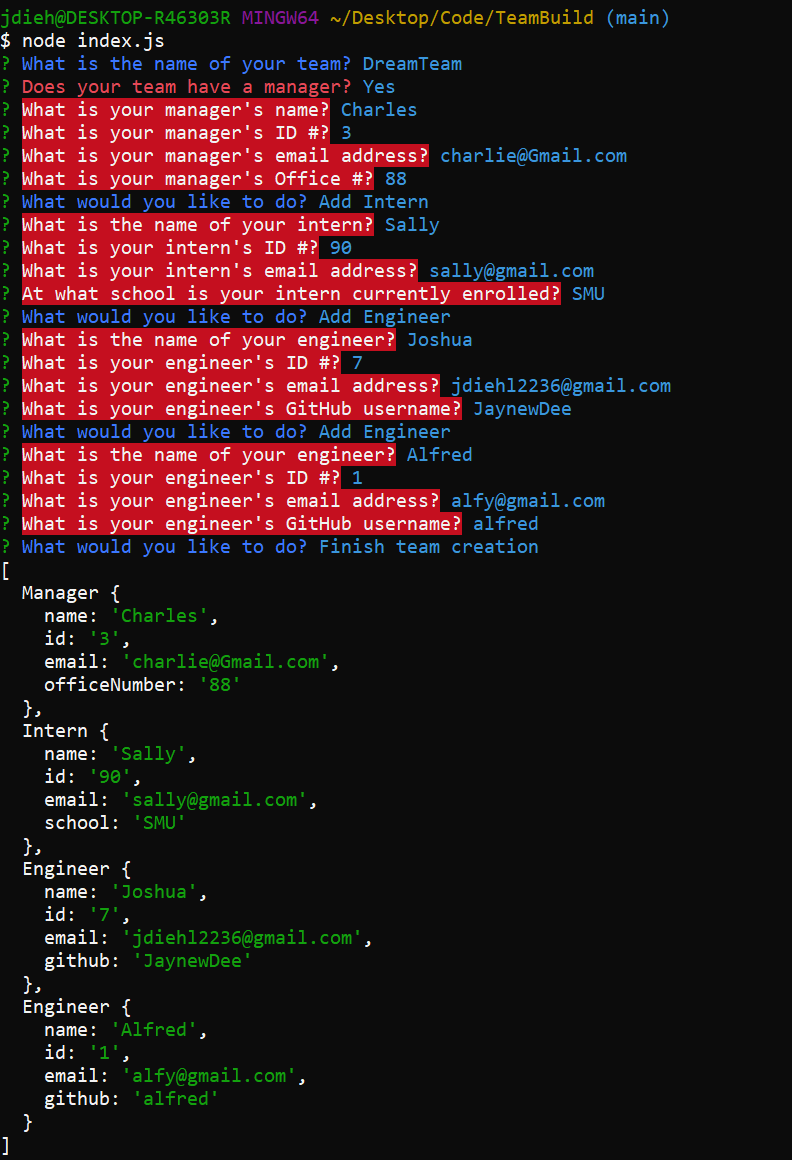 jdieh@DESKTOP-R46303R MINGW64 ~/Desktop/Code/TeamBuild (main)
$ node index.js
? What is the name of your team? DreamTeam
? Does your team have a manager? Yes
? What is your manager's name? Charles
? What is your manager's ID #? 3
? What is your manager's email address? charlie@Gmail.com
? What is your manager's Office #? 88
? What would you like to do? Add Intern
? What is the name of your intern? Sally
? What is your intern's ID #? 90
? What is your intern's email address? sally@gmail.com
? At what school is your intern currently enrolled? SMU
? What would you like to do? Add Engineer
? What is the name of your engineer? Joshua
? What is your engineer's ID #? 7
? What is your engineer's email address? jdiehl2236@gmail.com
? What is your engineer's GitHub username? JaynewDee
? What would you like to do? Add Engineer
? What is the name of your engineer? Alfred
? What is your engineer's ID #? 1
? What is your engineer's email address? alfy@gmail.com
? What is your engineer's GitHub username? alfred
? What would you like to do? Finish team creation
[
  Manager {
    name: 'Charles',
    id: '3',
    email: 'charlie@Gmail.com',
    officeNumber: '88'
  },
  Intern {
    name: 'Sally',
    id: '90',
    email: 'sally@gmail.com',
    school: 'SMU'
  },
  Engineer {
    name: 'Joshua',
    id: '7',
    email: 'jdiehl2236@gmail.com',
    github: 'JaynewDee'
  },
  Engineer {
    name: 'Alfred',
    id: '1',
    email: 'alfy@gmail.com',
    github: 'alfred'
  }
]